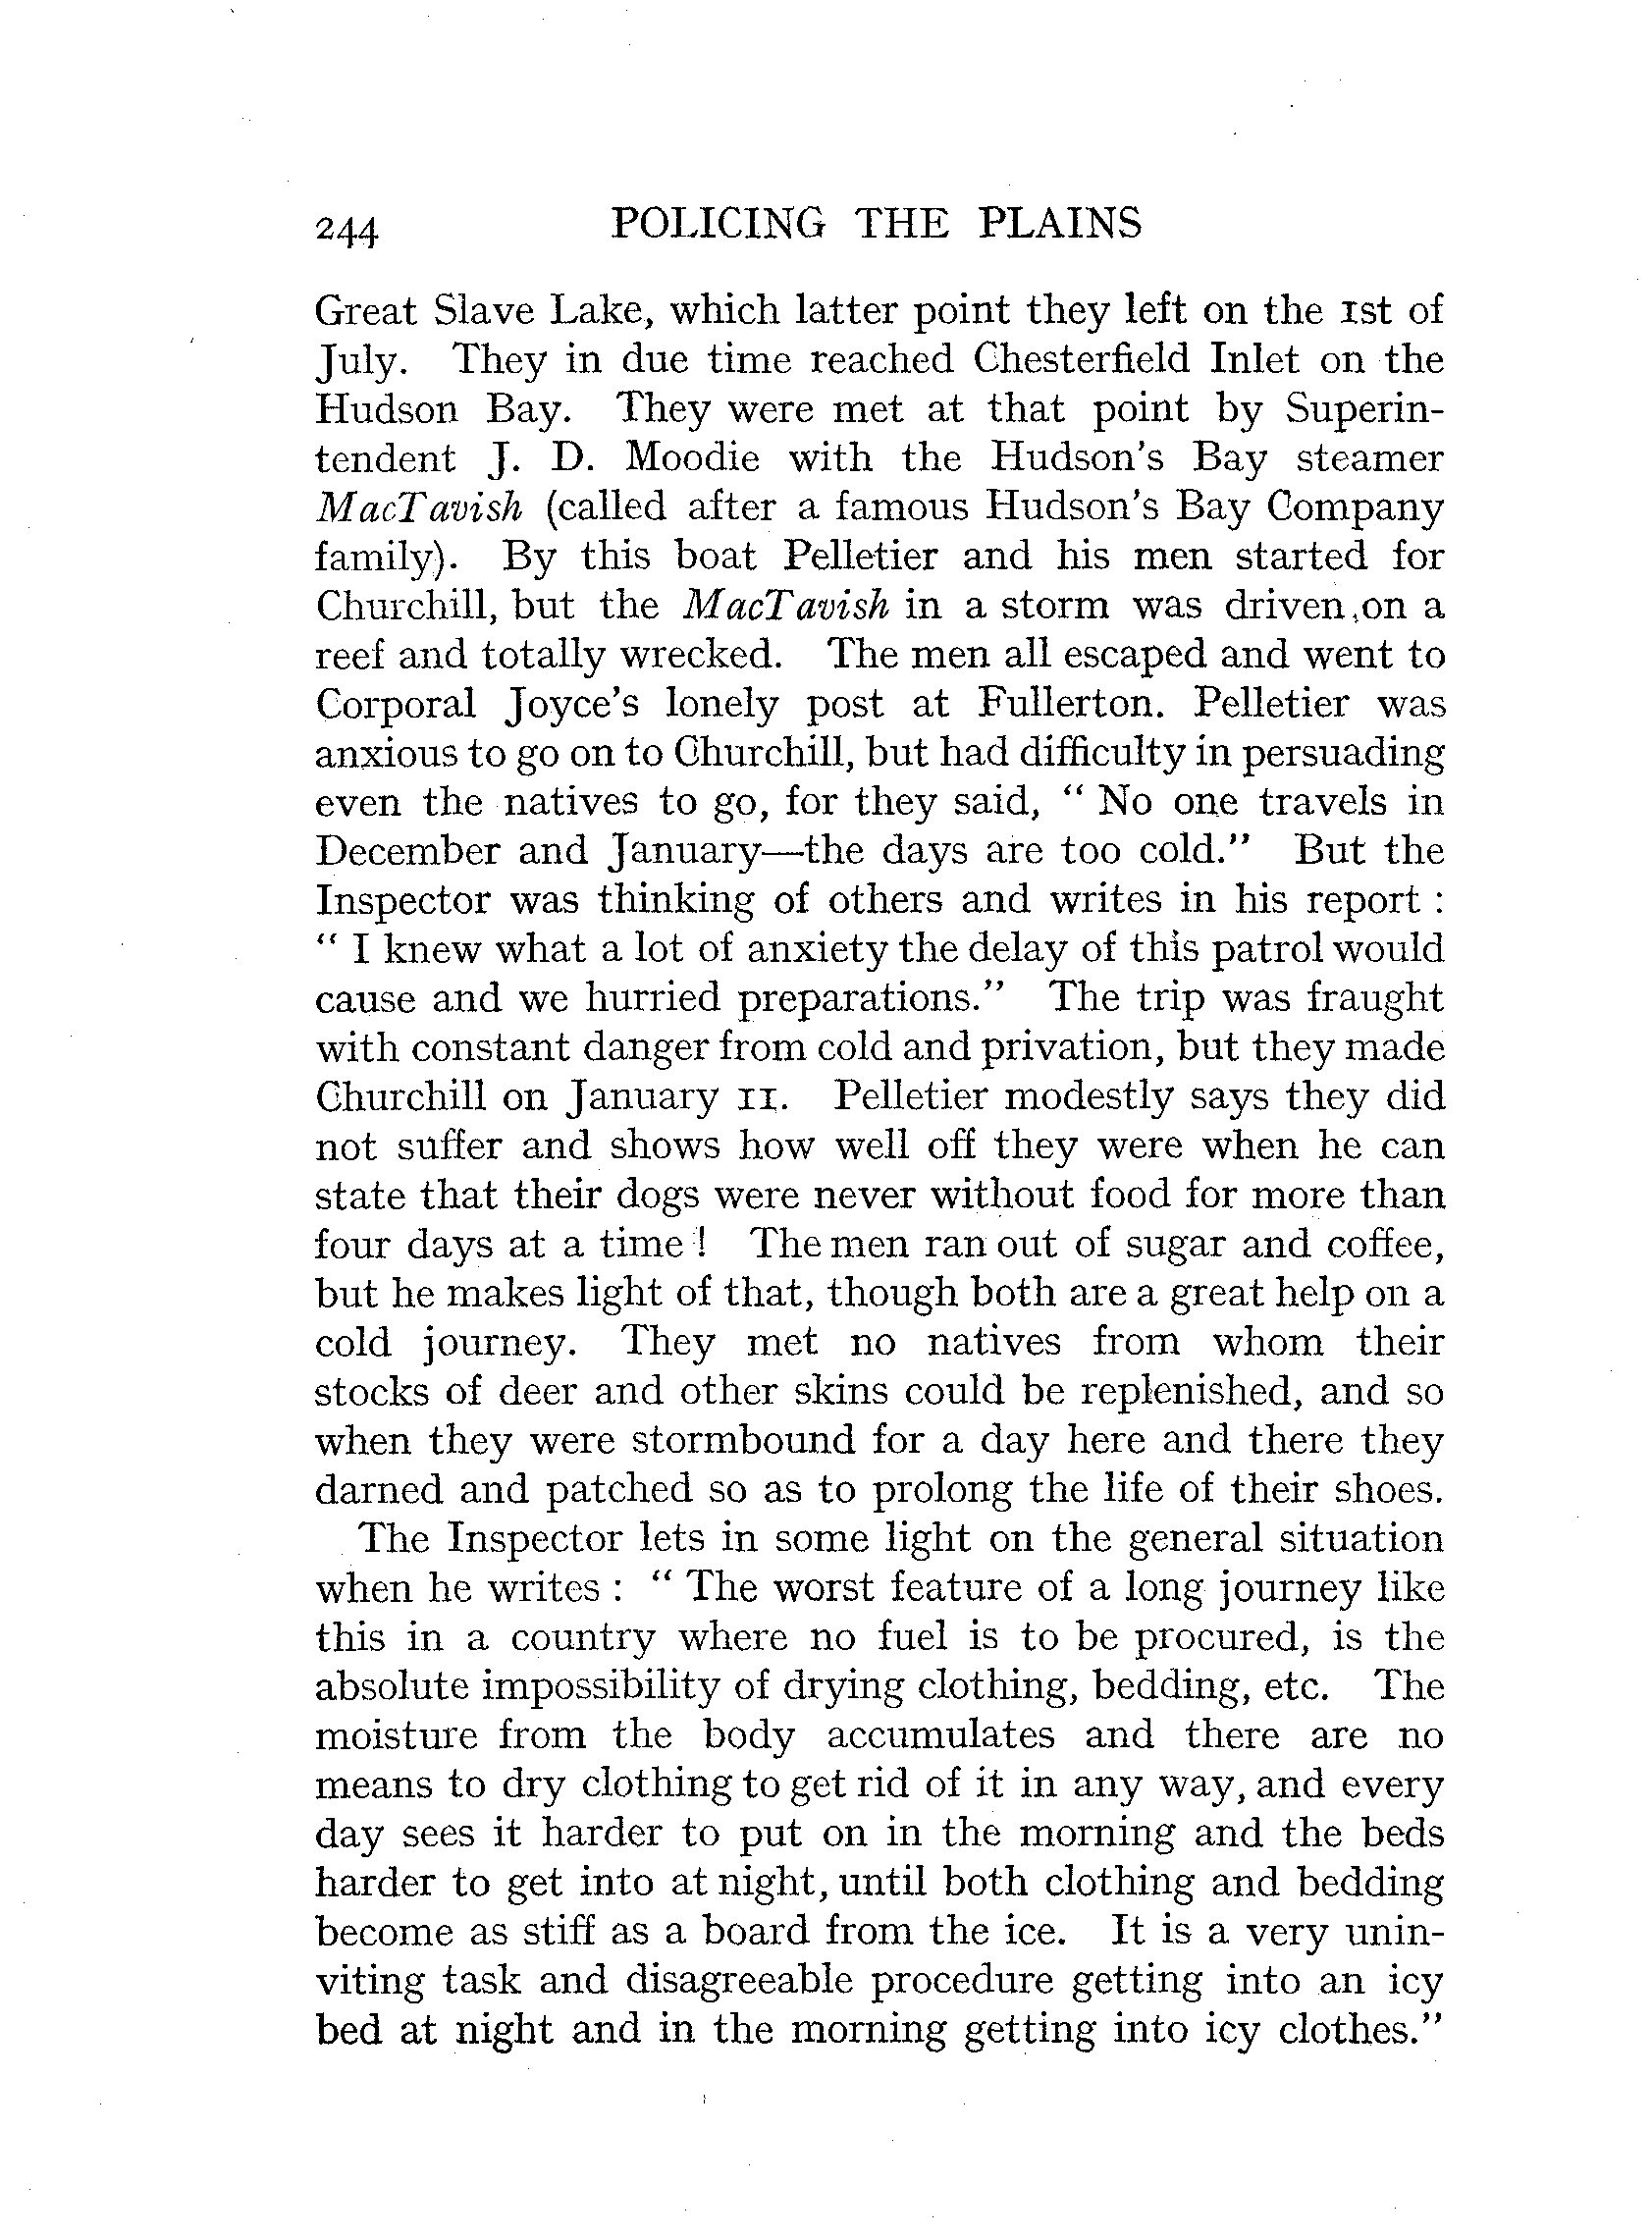 244 POLICING THE PLAINS
Great Slave Lake, which latter point they left on the 1st of
July. They in due time reached Chesterfield Inlet on the
Hudson Bay. They were met at that point by Superin-
tendent J. D. Moodie with the Hudson's Bay steamer
MacTavish (called after a famous Hudson's Bay Company
family). By this boat Pelletier and his men started for
Churchill, but the MacTavish in a storm was driven on a
reef and totally wrecked. The men all escaped and went to
Corporal Joyce's lonely post at Fullerton. Pelletier was
anxious to go on to Churchill, but had difficulty in persuading
even the natives to go, for they said, " No one travels in
December and January—the days are too cold." But the
Inspector was thinking of others and writes in his report :
" I knew what a lot of anxiety the delay of this patrol would
cause and we hurried preparations." The trip was fraught
with constant danger from cold and privation, but they made
Churchill on January 11. Pelletier modestly says they did
not suffer and shows how well off they were when he can
state that their dogs were never without food for more than
four days at a time ! The men ran out of sugar and coffee,
but he makes light of that, though both are a great help on a
cold journey. They met no natives from whom their
stocks of deer and other skins could be replenished, and so
when they were stormbound for a day here and there they
darned and patched so as to prolong the life of their shoes.
The Inspector lets in some light on the general situation
when he writes : " The worst feature of a long journey like
this in a country where no fuel is to be procured, is the
absolute impossibility of drying clothing, bedding, etc. The
moisture from the body accumulates and there are no
means to dry clothing to get rid of it in any way, and every
day sees it harder to put on in the morning and the beds
harder to get into at night, until both clothing and bedding
become as stiff as a board from the ice. It is a very unin-
viting task and disagreeable procedure getting into an icy
bed at night and in the morning getting into icy clothes."